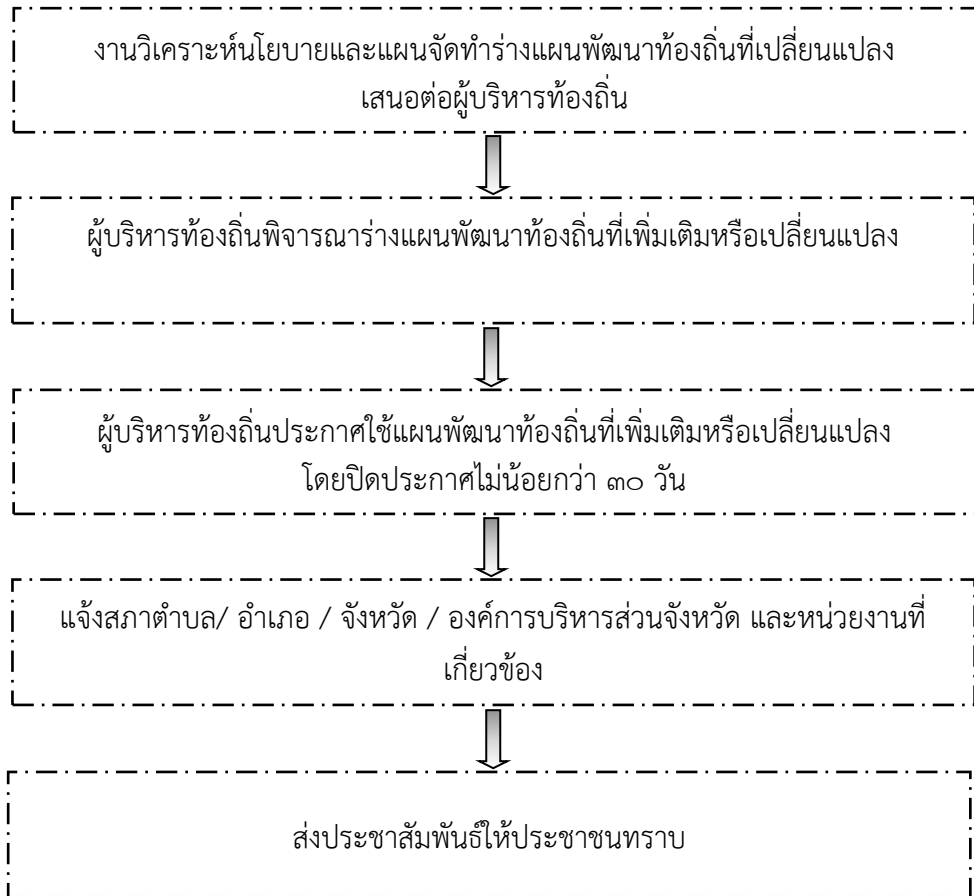 งานวิเคราะห์นโยบายและแผนจัดทำร่างแผนพัฒนาท้องถิ่นที่เปลี่ยนแปลง
เสนอต่อผู้บริหารท้องถิ่น
ผู้บริหารท้องถิ่นพิจารณาร่างแผนพัฒนาท้องถิ่นที่เพิ่มเติมหรือเปลี่ยนแปลง
ผู้บริหารท้องถิ่นประกาศใช้แผนพัฒนาท้องถิ่นที่เพิ่มเติมหรือเปลี่ยนแปลง
โดยปิดประกาศไม่น้อยกว่า ๓๐ วัน
แจ้งสภาตำบล/ อำเภอ / จังหวัด / องค์การบริหารส่วนจังหวัด และหน่วยงานที่
เกี่ยวข้อง
ส่งประชาสัมพันธ์ให้ประชาชนทราบ